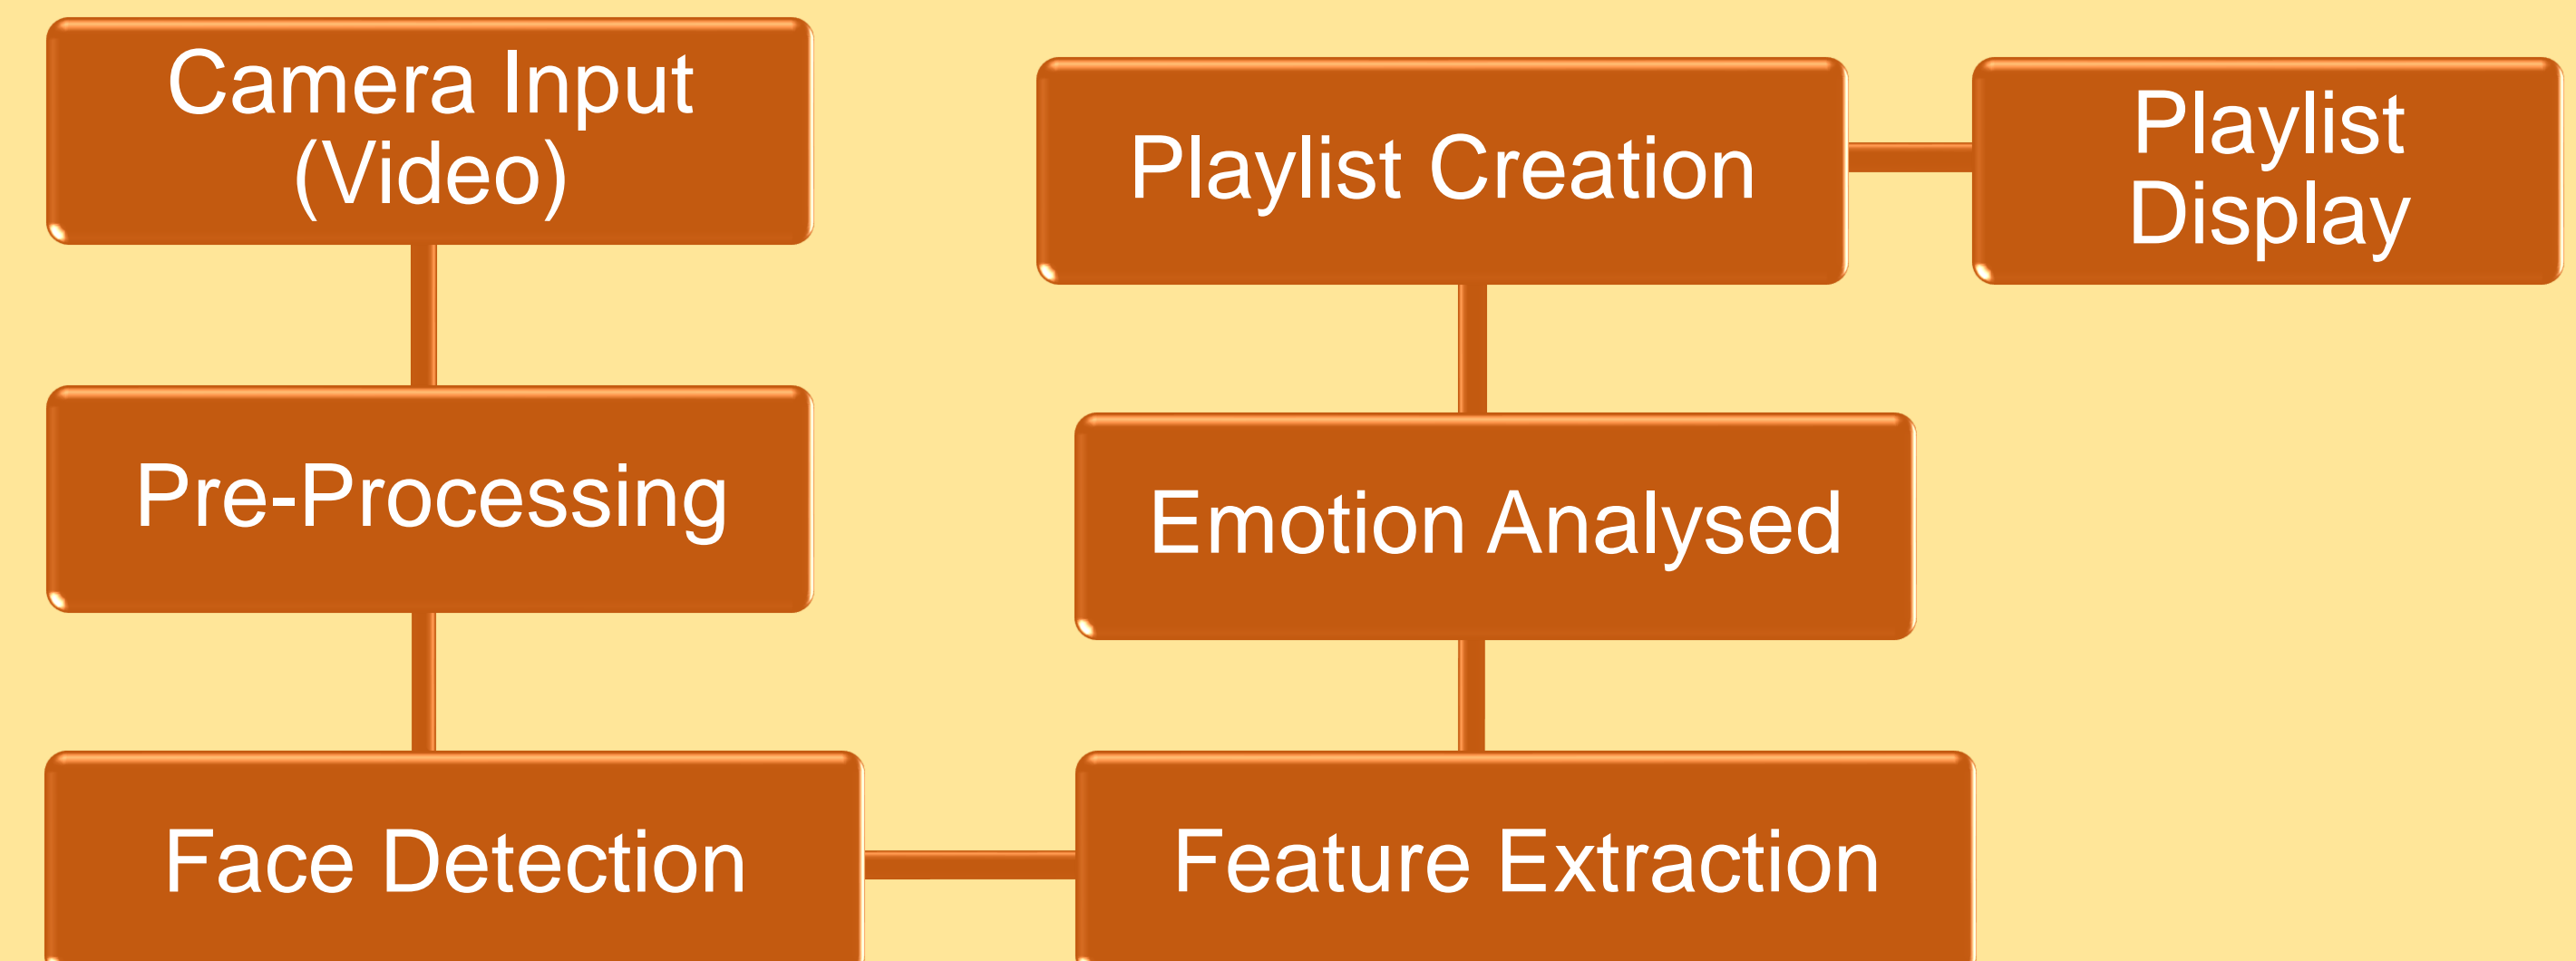 Camera Input
(Video)
Pre-Processing
Face Detection
Feature Extraction
Emotion Analysed
Playlist Creation
Playlist
Display